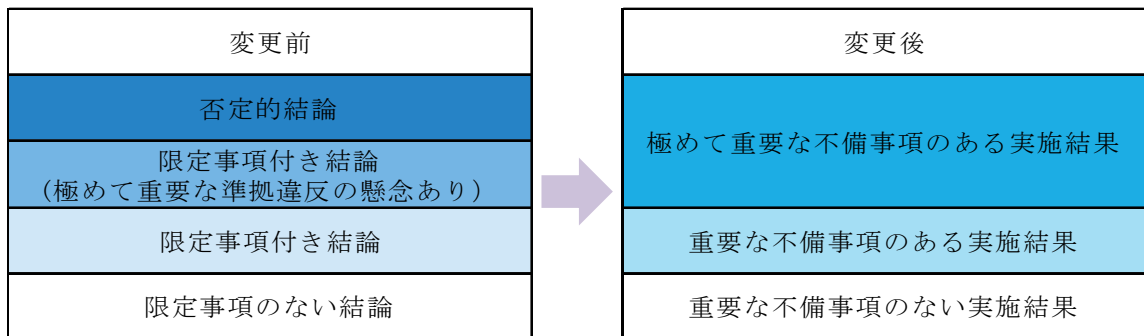 変更前
否定的結論
限定事項付き結論
（極めて重要な準拠違反の懸念あり）
限定事項付き結論
限定事項のない結論
変更後
極めて重要な不備事項のある実施結果
重要な不備事項のある実施結果
重要な不備事項のない実施結果